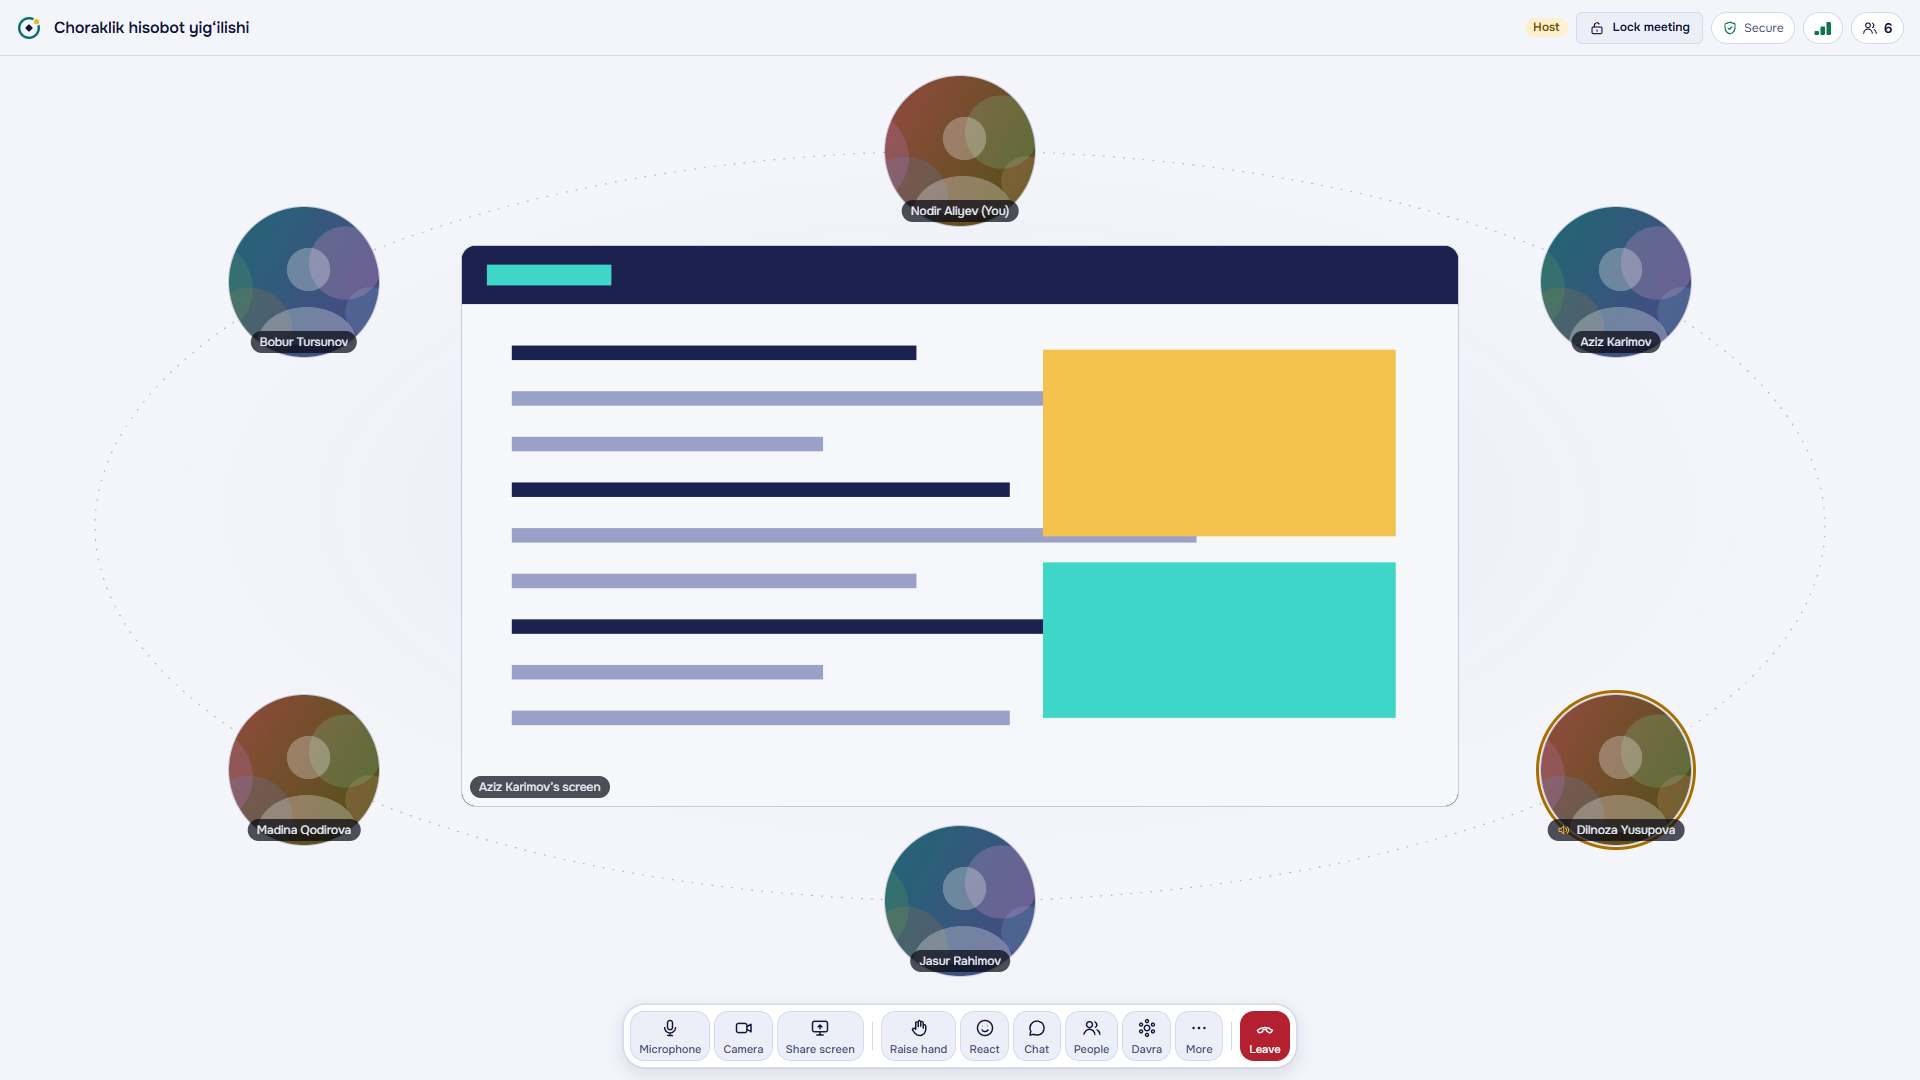 Choraklik hisobot yig‘ilishi
Host
Lock meeting
Secure
6
Nodir Aliyev (You)
Bobur Tursunov
Aziz Karimov
Aziz Karimov's screen
Madina Qodirova
Dilnoza Yusupova
Jasur Rahimov
Microphone
Camera
Share screen
Raise hand
React
Chat
People
Davra
More
Leave